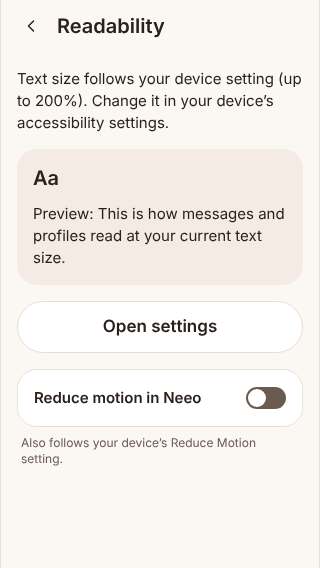 Readability
Text size follows your device setting (up
to 200%). Change it in your device’s
accessibility settings.
Aa
Preview: This is how messages and
profiles read at your current text
size.
Open settings
Reduce motion in Neeo
Also follows your device’s Reduce Motion
setting.